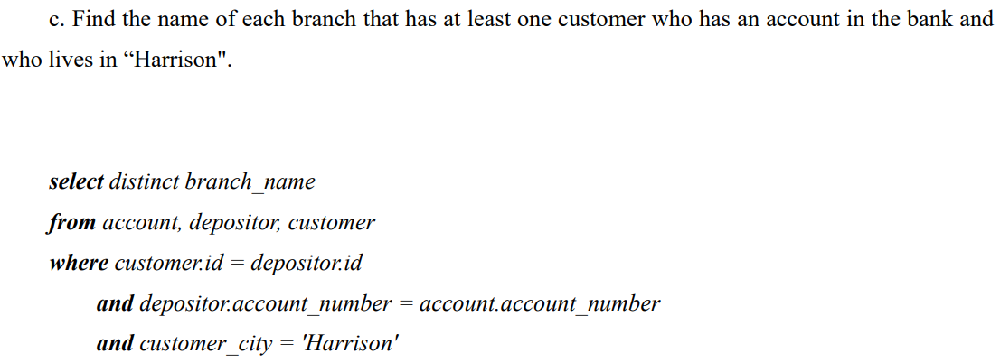 c. Find the name of each branch that has at least one customer who has an account in the bank and
who lives in “Harrison".
select distinct branch_name
from account, depositor, customer
where customer.id = depositor.id
and depositor.account_number = account.account_number
and customer_city = 'Harrison'